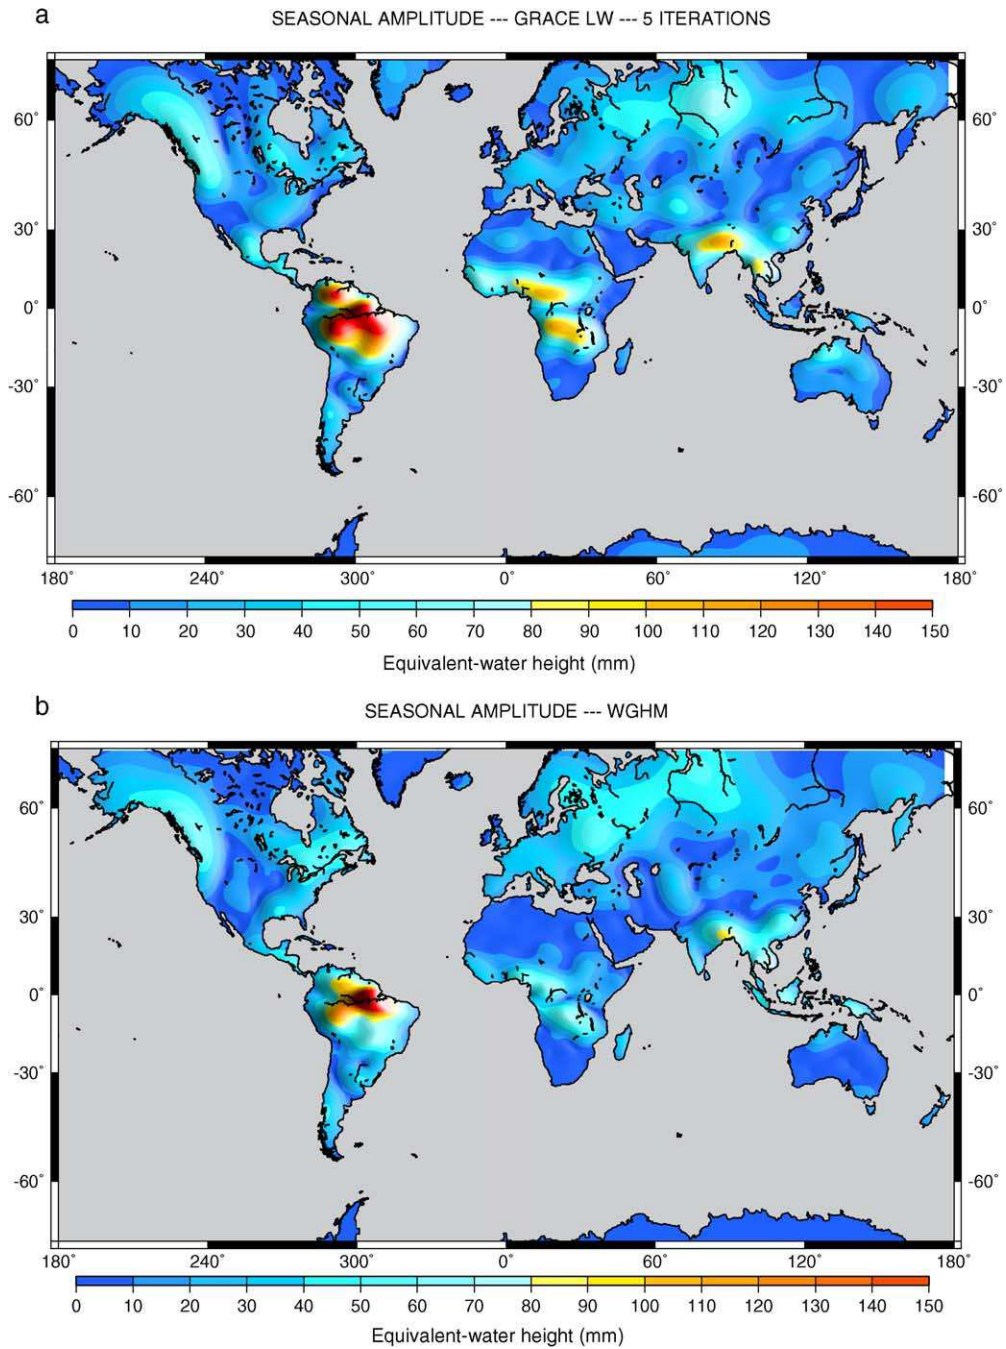 a
SEASONAL AMPLITUDE --- GRACE LW --- 5 ITERATIONS
60˚ 60˚
30˚ 30˚
0˚ 0˚
-30˚ -30˚
-60˚ -60˚
180˚ 240˚ 300˚ 0˚ 60˚ 120˚ 180˚
0 10 20 30 40 50 60 70 80 90 100 110 120 130 140 150
Equivalent-water height (mm)
b
SEASONAL AMPLITUDE --- WGHM
60˚ 60˚
30˚ 30˚
0˚ 0˚
-30˚ -30˚
-60˚ -60˚
180˚ 240˚ 300˚ 0˚ 60˚ 120˚ 180˚
0 10 20 30 40 50 60 70 80 90 100 110 120 130 140 150
Equivalent-water height (mm)